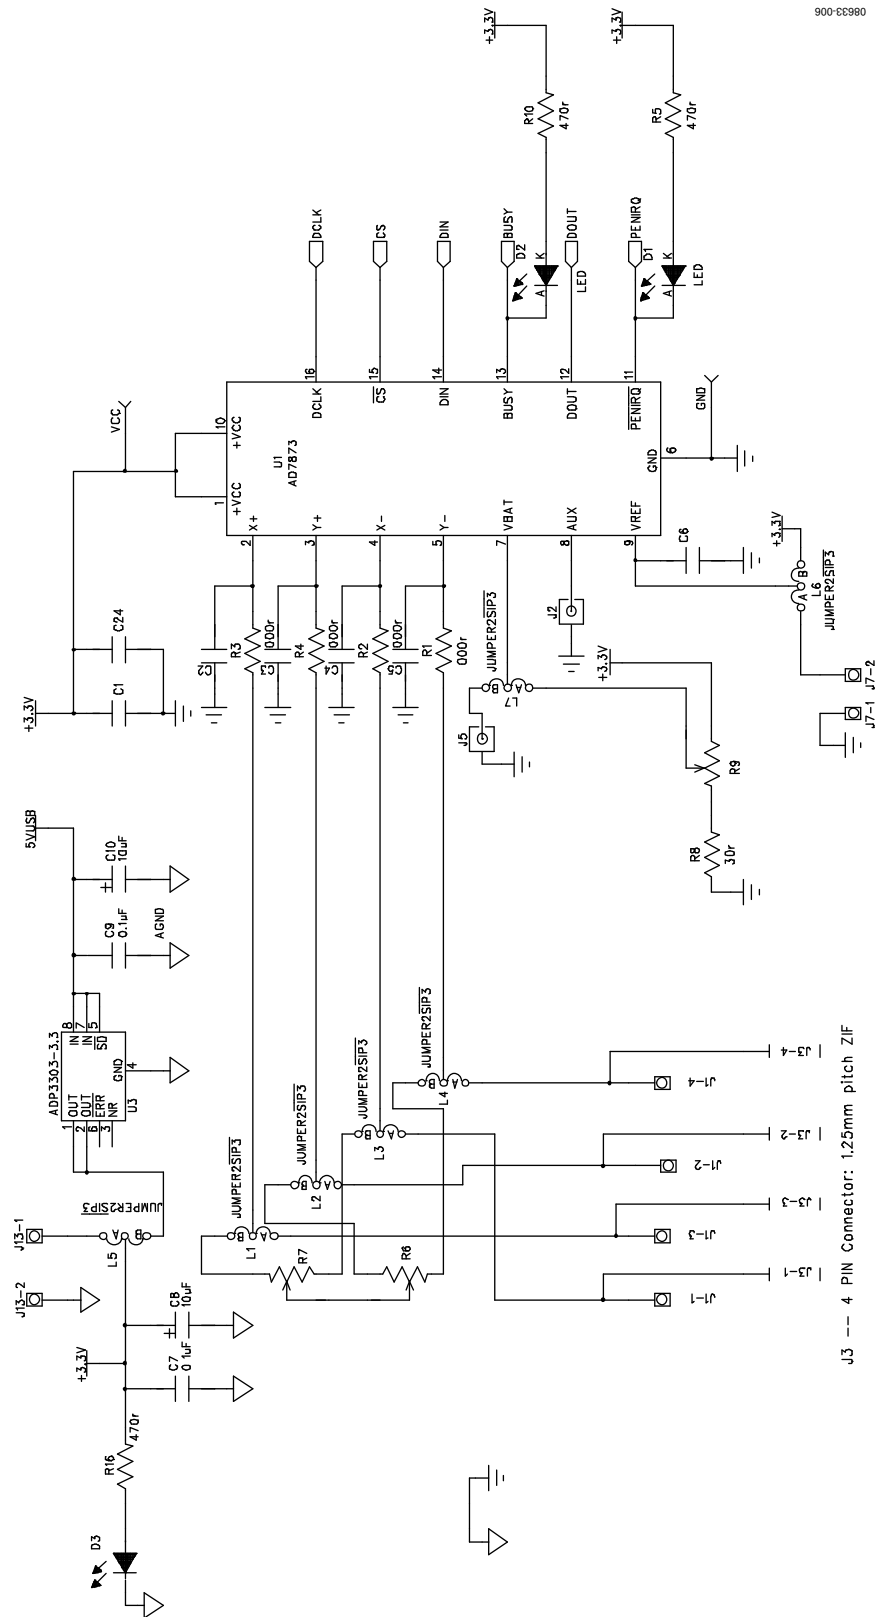 08633-006
+3.3V
+3.3V
R10
470r
R5
470r
DCLK
CS
DIN
BUSY
DOUT
PENIRQ
D2
K
A
LED
D1
K
A
LED
16
15
14
13
12
11
DCLK
CS
DIN
BUSY
DOUT
PENIRQ
VCC
10
+VCC
1
+VCC
U1
AD7873
GND
6
GND
X+
Y+
X-
Y-
VBAT
AUX
VREF
2
3
4
5
7
8
9
C6
+3.3V
B
A
L6
JUMPER2SIP3
J7-2
J7-1
C24
C1
+3.3V
C2
R3
000r
C3
R4
000r
C4
R2
000r
C5
R1
000r
JUMPER2SIP3
B
A
L7
J2
J5
+3.3V
R9
R8
30r
5VUSB
C10
10uF
+
C9
0.1uF
AGND
ADP3303-3.3
8
7
5
IN
IN
SD
GND
4
1
2
6
3
OUT
OUT
ERR
NR
U3
JUMPER2SIP3
A
B
L5
J13-1
J13-2
JUMPER2SIP3
B
A
L4
JUMPER2SIP3
B
A
L3
JUMPER2SIP3
B
A
L2
JUMPER2SIP3
B
A
L1
R7
R6
J1-4
J3-4
J1-2
J3-2
J1-3
J3-3
J1-1
J3-1
J3 -- 4 PIN Connector: 1.25mm pitch ZIF
+3.3V
C8
10uF
+
C7
0.1uF
R16
470r
D3